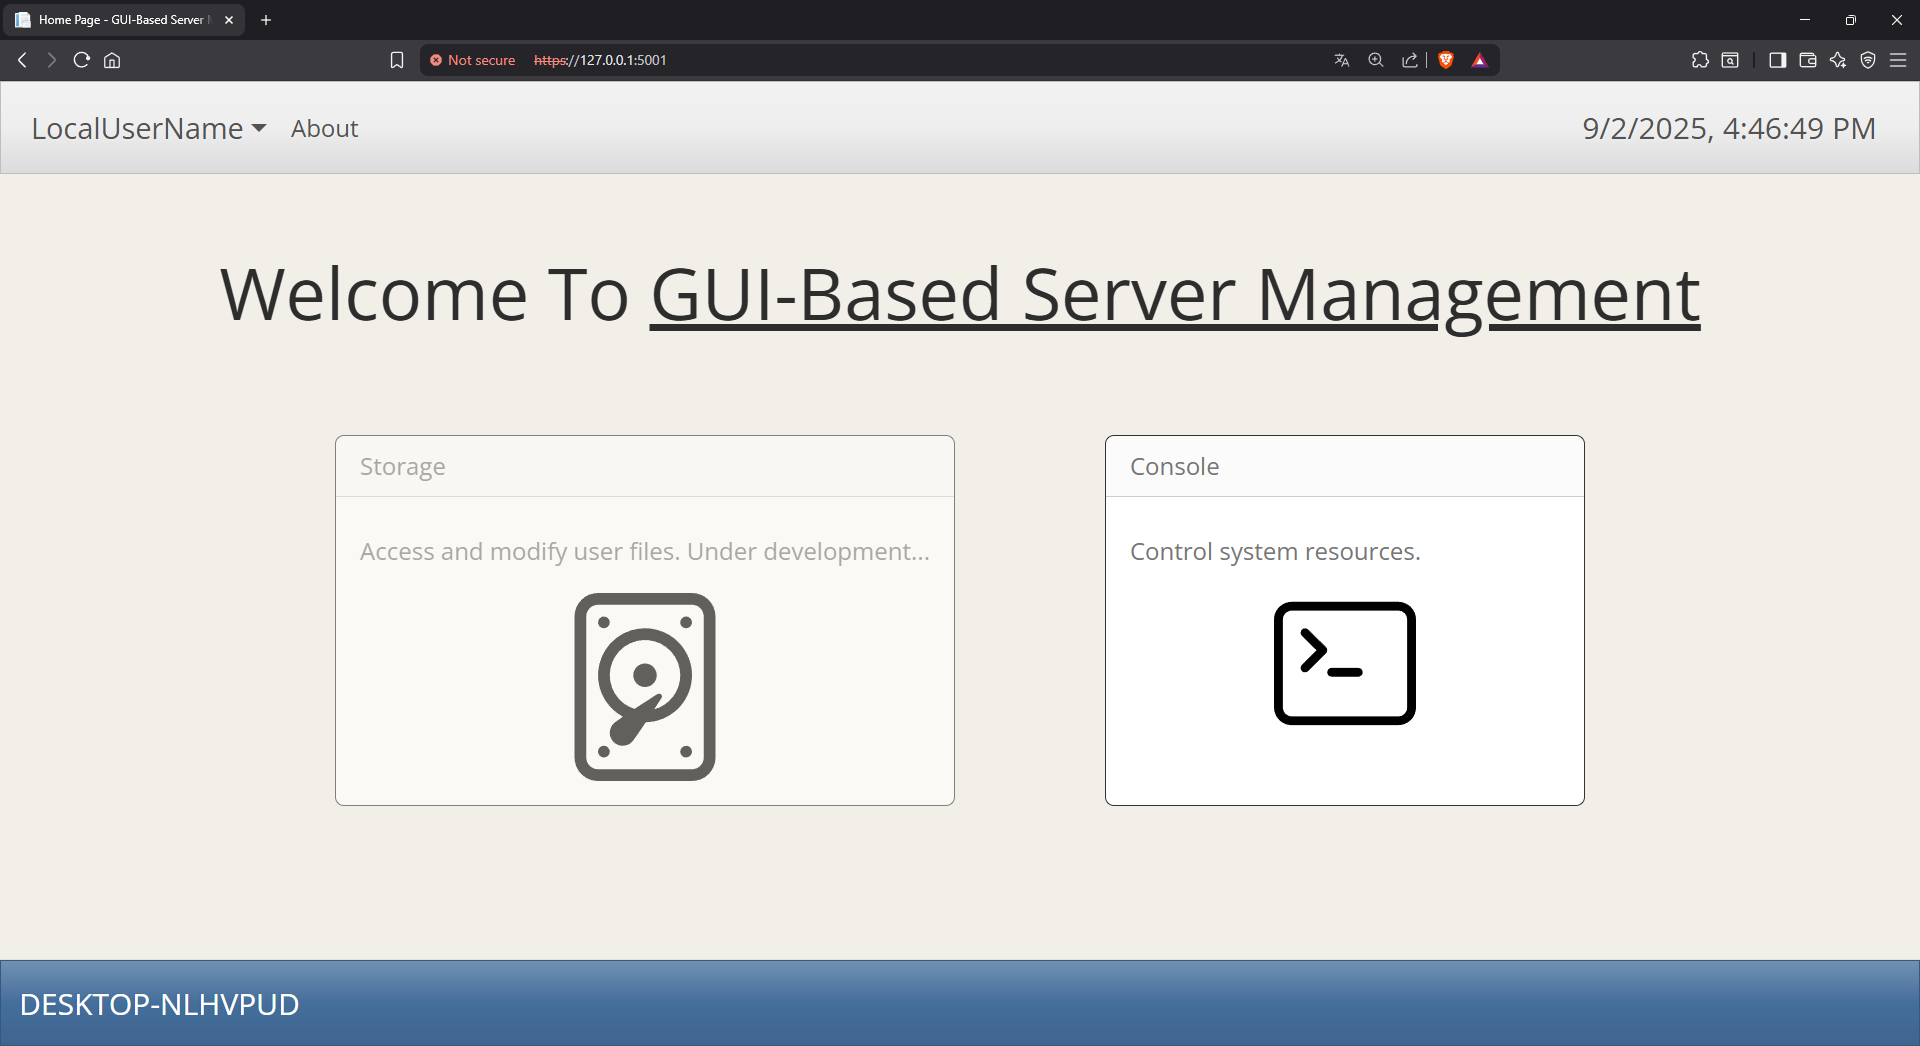 Home Page - GUI-Based Server
Not secure https://127.0.0.1:5001
LocalUserName About 9/2/2025, 4:46:49 PM
Welcome To GUI-Based Server Management
Storage
Access and modify user files. Under development...
Console
Control system resources.
DESKTOP-NLHVPUD